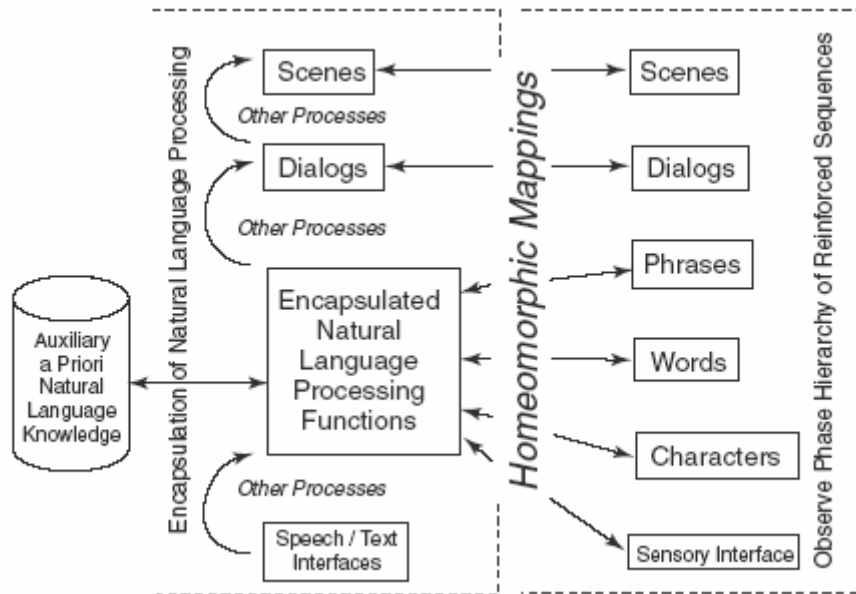 Encapsulation of Natural Language Processing
Scenes
Other Processes
Dialogs
Other Processes
Encapsulated
Natural
Language
Processing
Functions
Auxiliary
a Priori
Natural
Language
Knowledge
Other Processes
Speech / Text
Interfaces
Homeomorphic Mappings
Scenes
Dialogs
Phrases
Words
Characters
Sensory Interface
Observe Phase Hierarchy of Reinforced Sequences